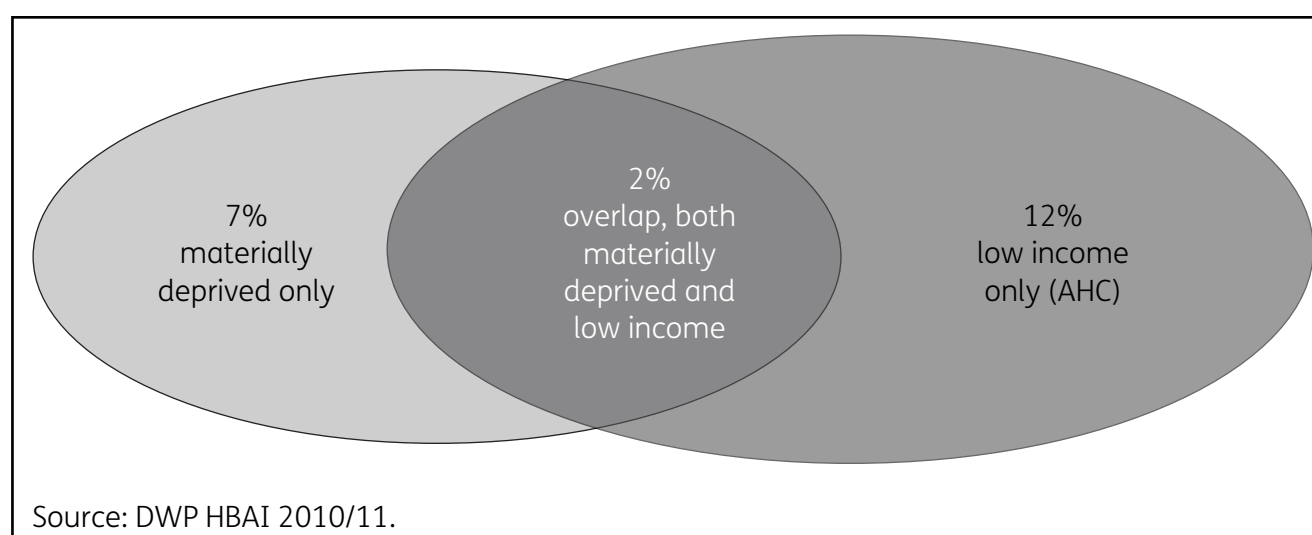 7%
materially
deprived only
2%
overlap, both
materially
deprived and
low income
12%
low income
only (AHC)
Source: DWP HBAI 2010/11.